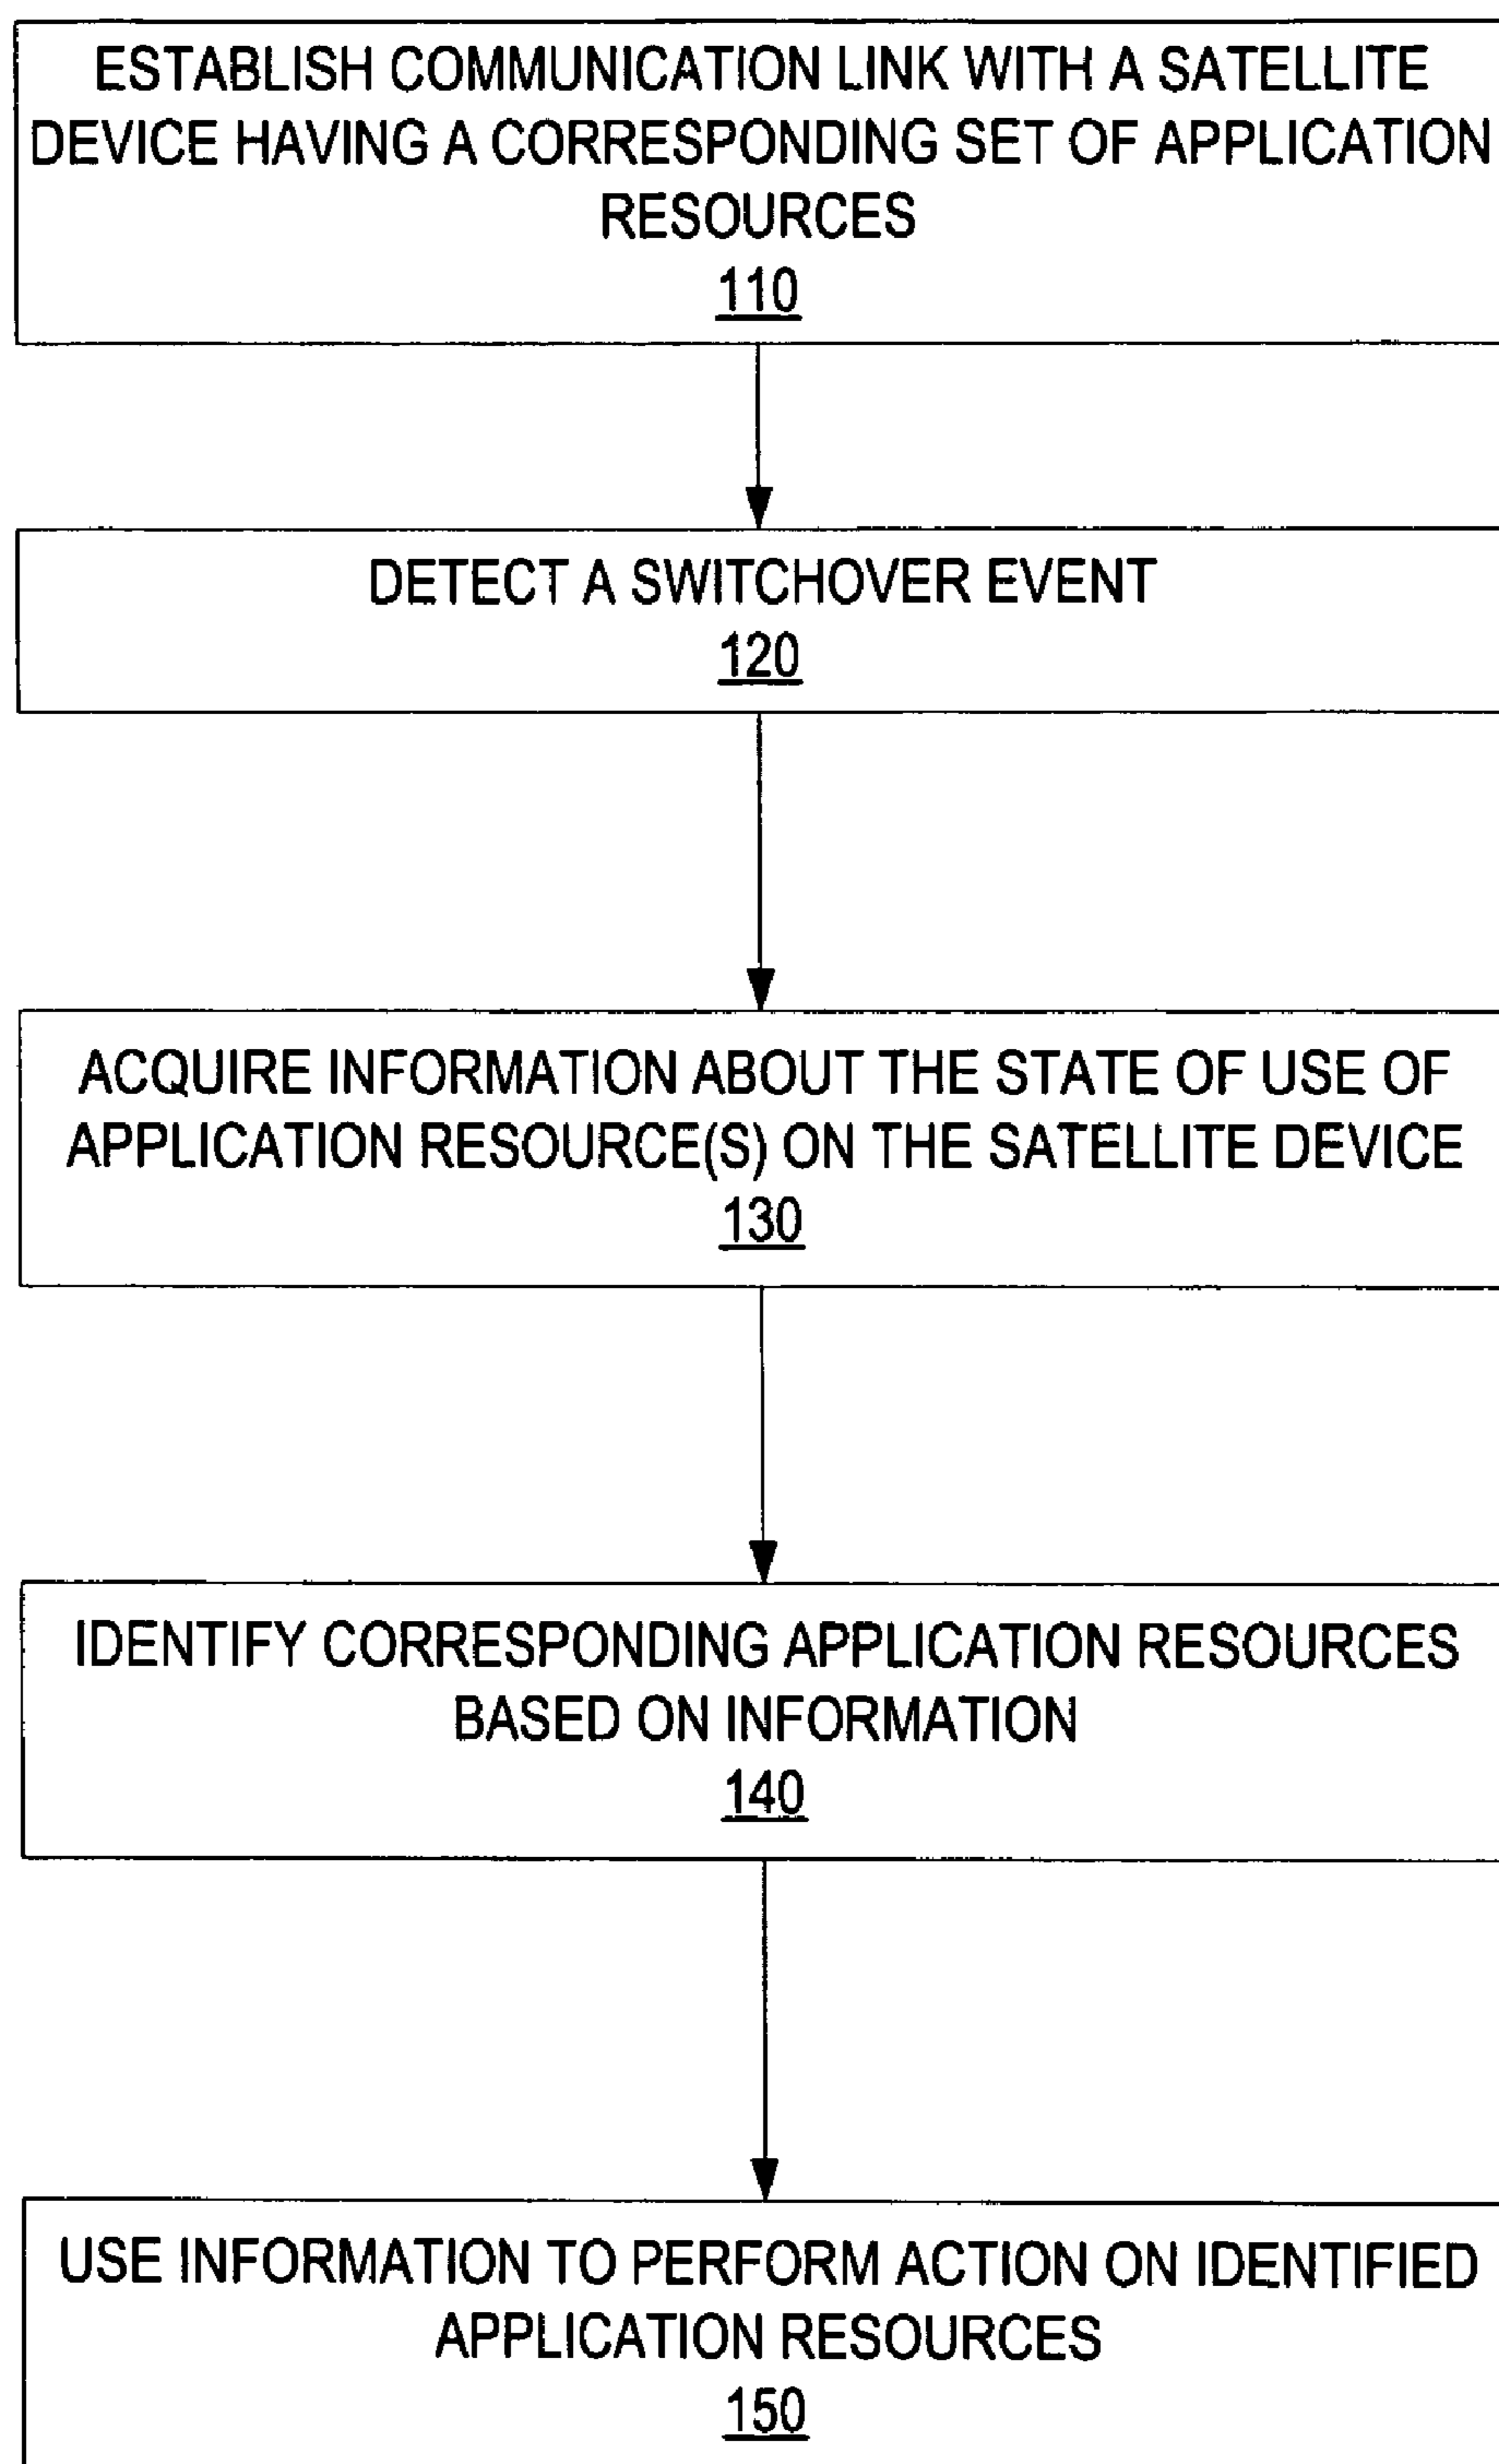 ESTABLISH COMMUNICATION LINK WITH A SATELLITE
DEVICE HAVING A CORRESPONDING SET OF APPLICATION
RESOURCES
110
DETECT A SWITCHOVER EVENT
120
ACQUIRE INFORMATION ABOUT THE STATE OF USE OF
APPLICATION RESOURCE(S) ON THE SATELLITE DEVICE
130
IDENTIFY CORRESPONDING APPLICATION RESOURCES
BASED ON INFORMATION
140
USE INFORMATION TO PERFORM ACTION ON IDENTIFIED
APPLICATION RESOURCES
150